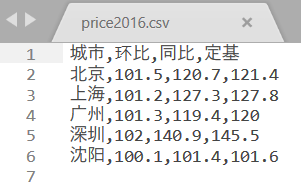 price2016.csv
1 城市,环比,同比,定基
2 北京,101.5,120.7,121.4
3 上海,101.2,127.3,127.8
4 广州,101.3,119.4,120
5 深圳,102,140.9,145.5
6 沈阳,100.1,101.4,101.6
7